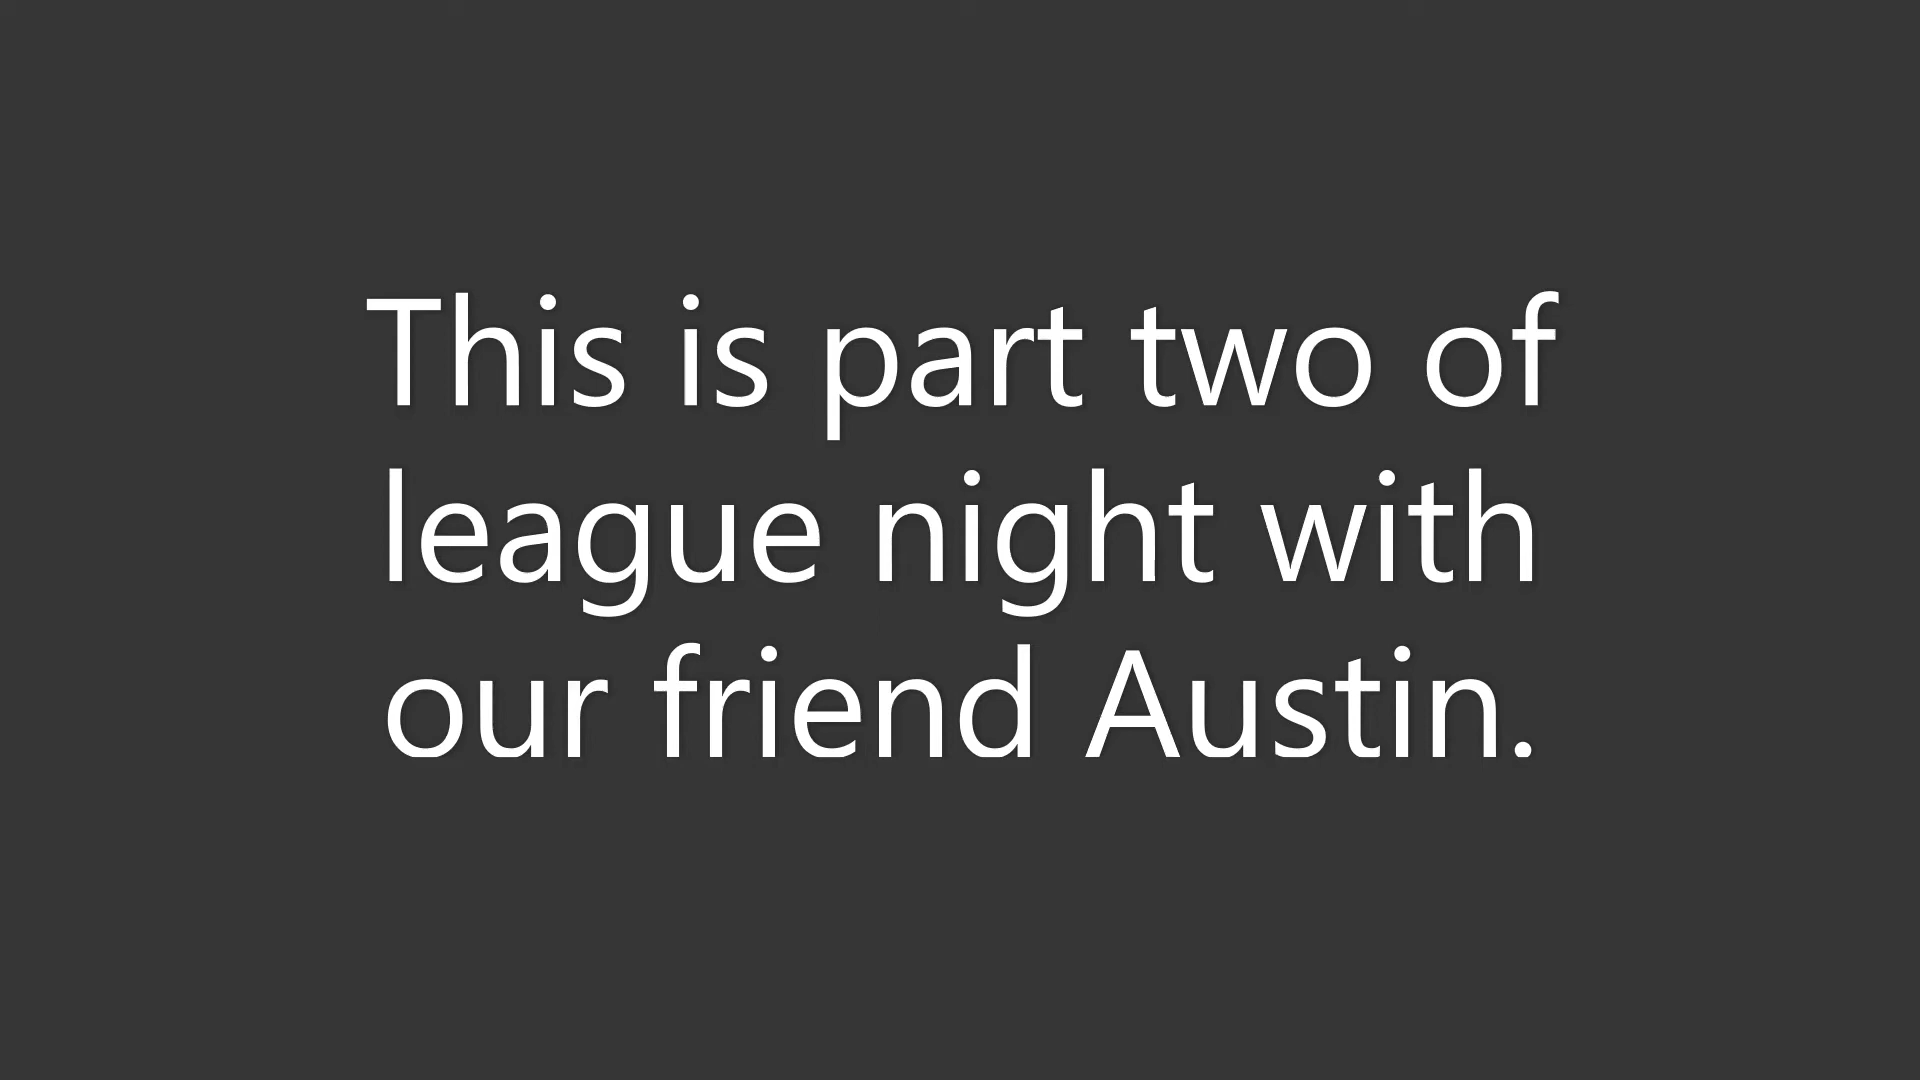 This is part two of
league night with
our friend Austin.